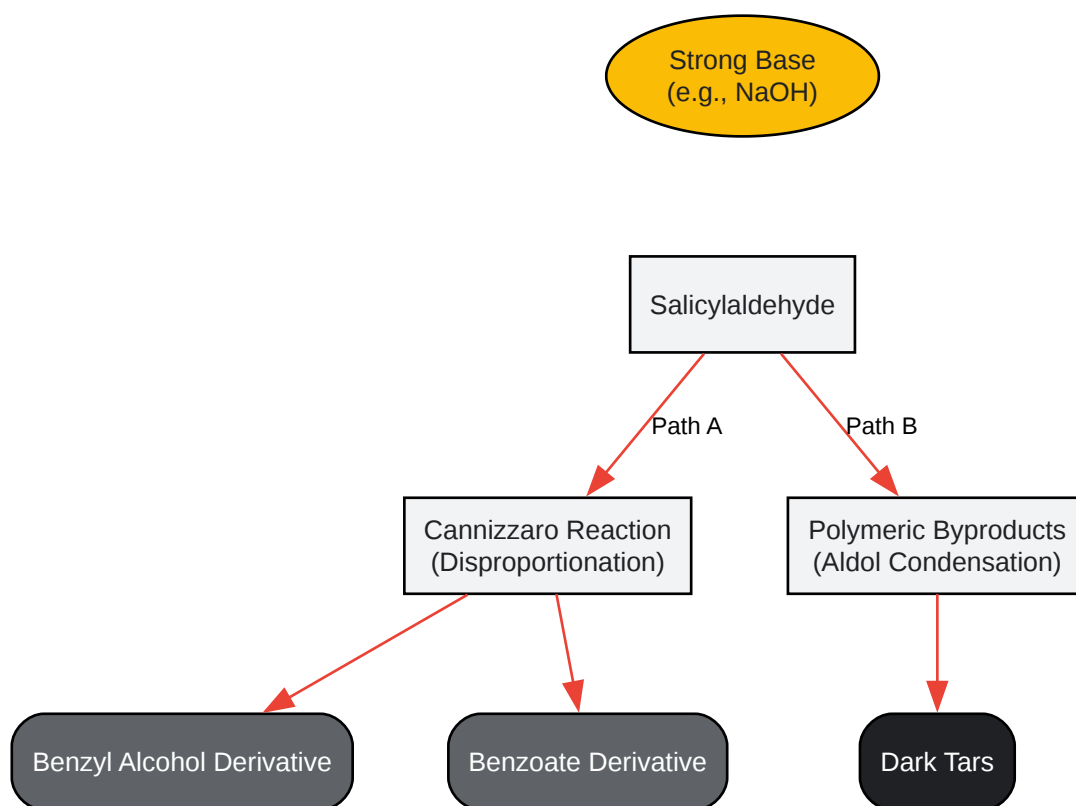 Strong Base
(e.g., NaOH)
Salicylaldehyde
Path A
Path B
Cannizzaro Reaction
(Disproportionation)
Polymeric Byproducts
(Aldol Condensation)
Benzyl Alcohol Derivative
Benzoate Derivative
Dark Tars